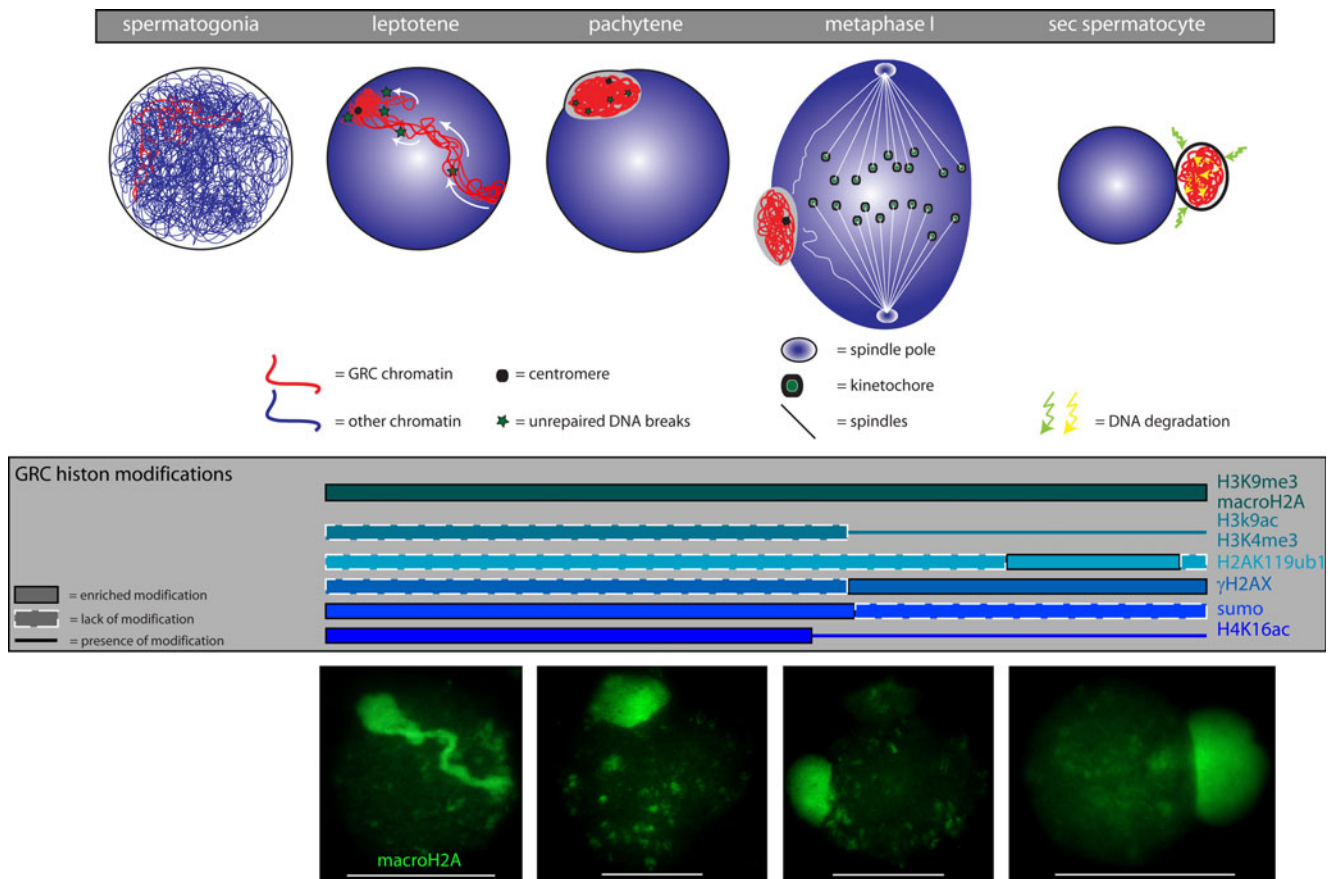 spermatogonia leptotene pachytene metaphase I sec spermatocyte
= GRC chromatin
= other chromatin
= centromere
= unrepaired DNA breaks
= spindle pole
= kinetochore
= spindles
= DNA degradation
GRC histon modifications
= enriched modification
= lack of modification
= presence of modification
H3K9me3
macroH2A
H3k9ac
H3K4me3
H2AK119ub1
γH2AX
sumo
H4K16ac
macroH2A